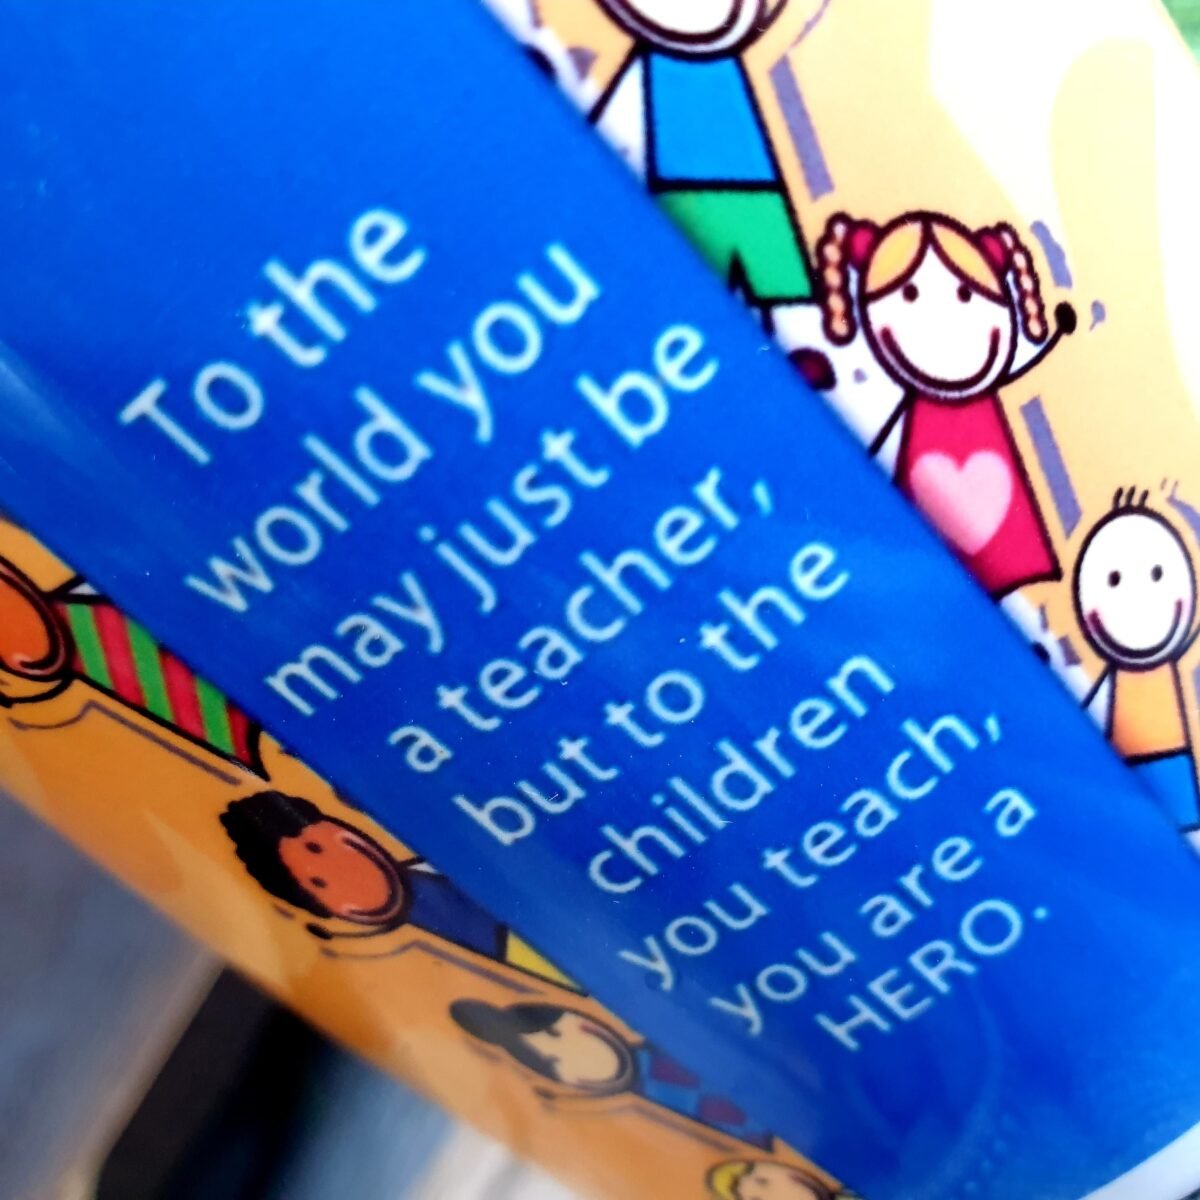 To the
world you
may just be
a teacher,
but to the
children
you teach,
you are a
HERO.